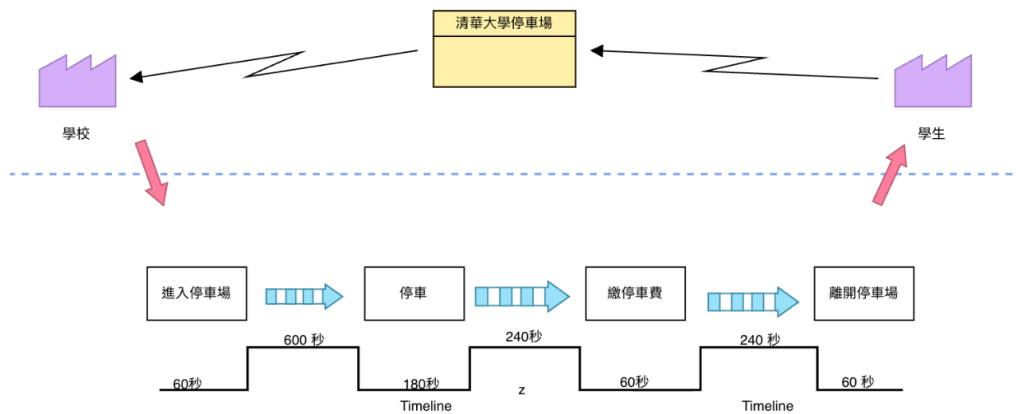 清華大學停車場
學校
學生
進入停車場
停車
繳停車費
離開停車場
600 秒
240秒
240 秒
60秒
180秒
60秒
60 秒
z
Timeline
Timeline